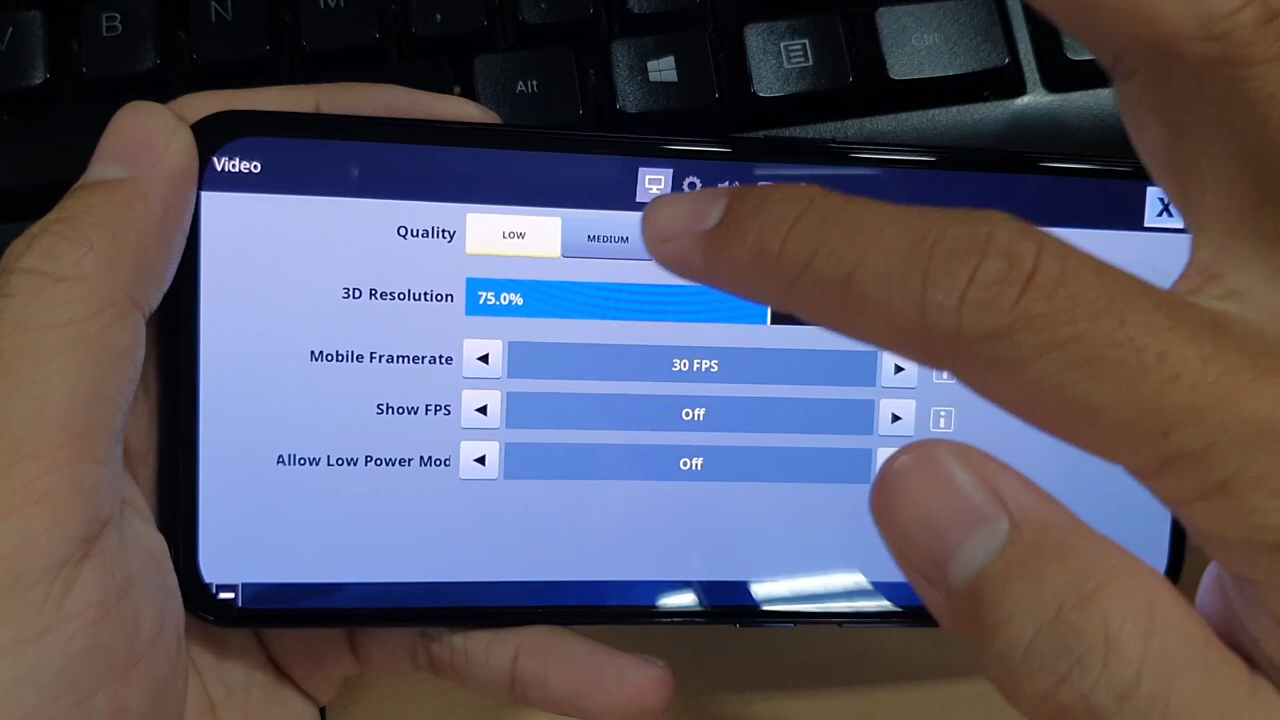 V
B
N
M
Alt
Ctrl
Video
X
Quality LOW MEDIUM
3D Resolution 75.0%
Mobile Framerate 30 FPS
Show FPS Off
Allow Low Power Mod Off